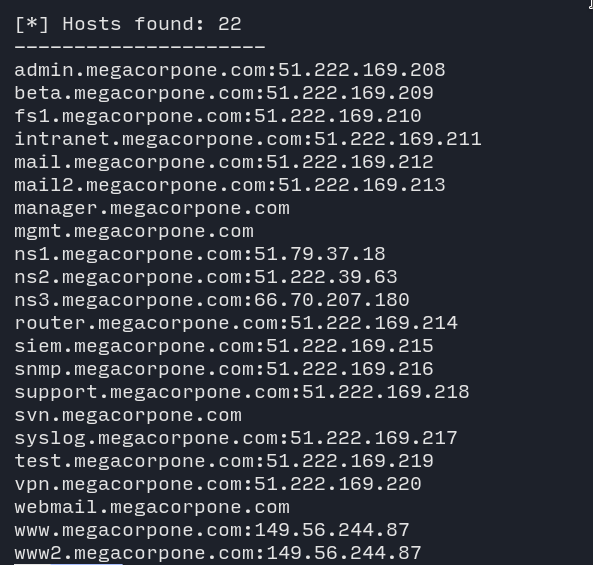 [*] Hosts found: 22
---------------------
admin.megacorpone.com:51.222.169.208
beta.megacorpone.com:51.222.169.209
fs1.megacorpone.com:51.222.169.210
intranet.megacorpone.com:51.222.169.211
mail.megacorpone.com:51.222.169.212
mail2.megacorpone.com:51.222.169.213
manager.megacorpone.com
mgmt.megacorpone.com
ns1.megacorpone.com:51.79.37.18
ns2.megacorpone.com:51.222.39.63
ns3.megacorpone.com:66.70.207.180
router.megacorpone.com:51.222.169.214
siem.megacorpone.com:51.222.169.215
snmp.megacorpone.com:51.222.169.216
support.megacorpone.com:51.222.169.218
svn.megacorpone.com
syslog.megacorpone.com:51.222.169.217
test.megacorpone.com:51.222.169.219
vpn.megacorpone.com:51.222.169.220
webmail.megacorpone.com
www.megacorpone.com:149.56.244.87
www2.megacorpone.com:149.56.244.87